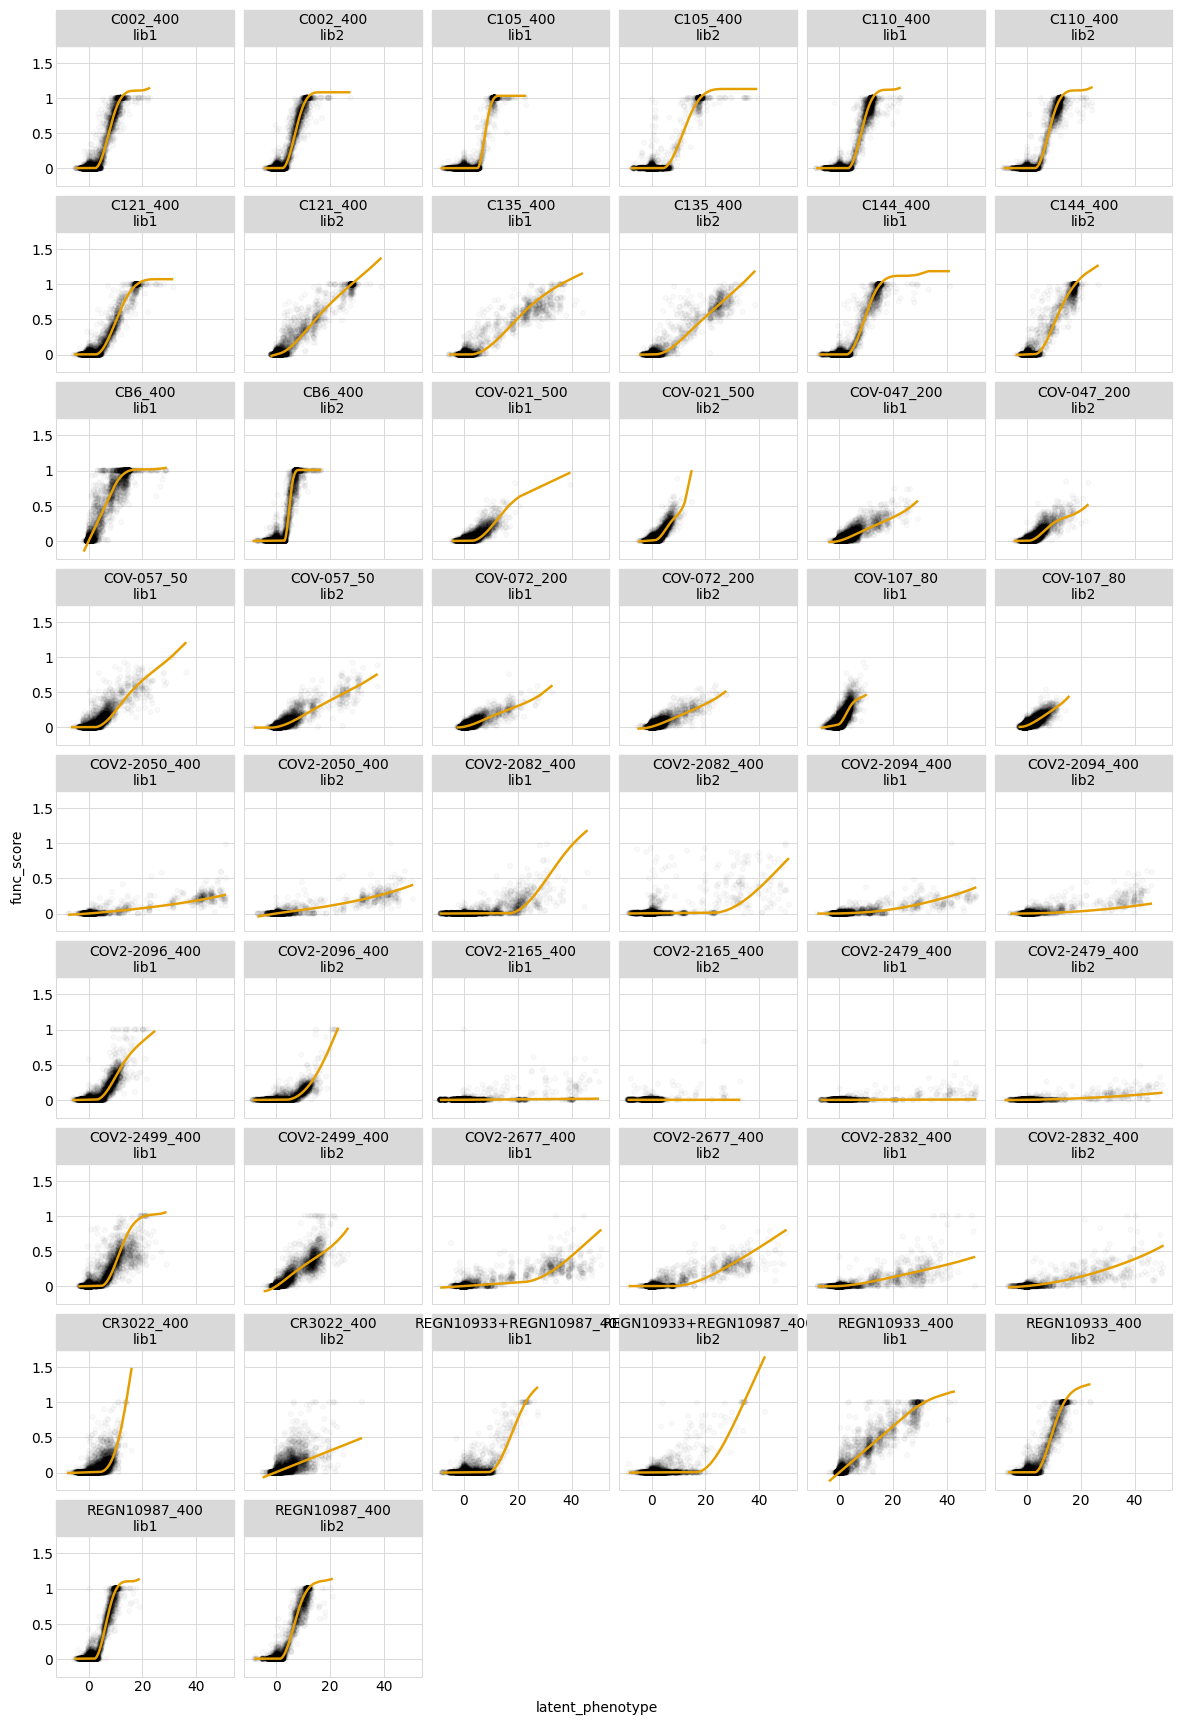 C002_400 C002_400 C105_400 C105_400 C110_400 C110_400
lib1 lib2 lib1 lib2 lib1 lib2
1.5
1
0.5
0
C121_400 C121_400 C135_400 C135_400 C144_400 C144_400
lib1 lib2 lib1 lib2 lib1 lib2
1.5
1
0.5
0
CB6_400 CB6_400 COV-021_500 COV-021_500 COV-047_200 COV-047_200
lib1 lib2 lib1 lib2 lib1 lib2
1.5
1
0.5
0
COV-057_50 COV-057_50 COV-072_200 COV-072_200 COV-107_80 COV-107_80
lib1 lib2 lib1 lib2 lib1 lib2
1.5
1
0.5
0
COV2-2050_400 COV2-2050_400 COV2-2082_400 COV2-2082_400 COV2-2094_400 COV2-2094_400
lib1 lib2 lib1 lib2 lib1 lib2
1.5
1
0.5
0
func_score
COV2-2096_400 COV2-2096_400 COV2-2165_400 COV2-2165_400 COV2-2479_400 COV2-2479_400
lib1 lib2 lib1 lib2 lib1 lib2
1.5
1
0.5
0
COV2-2499_400 COV2-2499_400 COV2-2677_400 COV2-2677_400 COV2-2832_400 COV2-2832_400
lib1 lib2 lib1 lib2 lib1 lib2
1.5
1
0.5
0
CR3022_400 CR3022_400 REGN10933+REGN10987_40 REGN10933+REGN10987_400 REGN10933_400 REGN10933_400
lib1 lib2 lib1 lib2 lib1 lib2
1.5
1
0.5
0
0 20 40 0 20 40 0 20 40 0 20 40
REGN10987_400 REGN10987_400
lib1 lib2
1.5
1
0.5
0
0 20 40 0 20 40
latent_phenotype